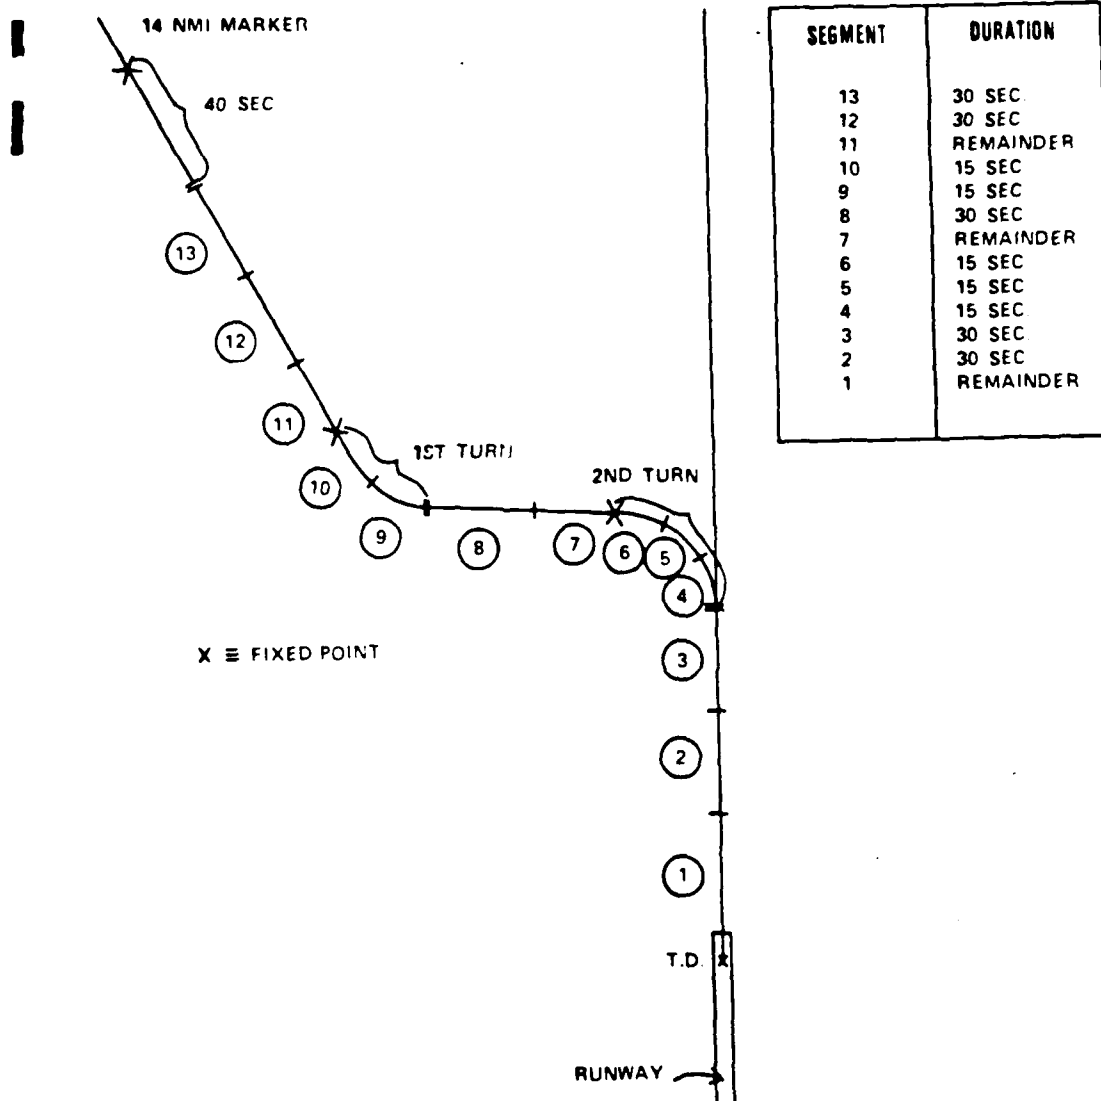 14 NMI MARKER
40 SEC
SEGMENT DURATION
13 30 SEC
12 30 SEC
11 REMAINDER
10 15 SEC
9 15 SEC
8 30 SEC
7 REMAINDER
6 15 SEC
5 15 SEC
4 15 SEC
3 30 SEC
2 30 SEC
1 REMAINDER
13
12
11
1ST TURN
10
2ND TURN
9
8
7
6
5
4
X ≡ FIXED POINT
3
2
1
T.D.
RUNWAY